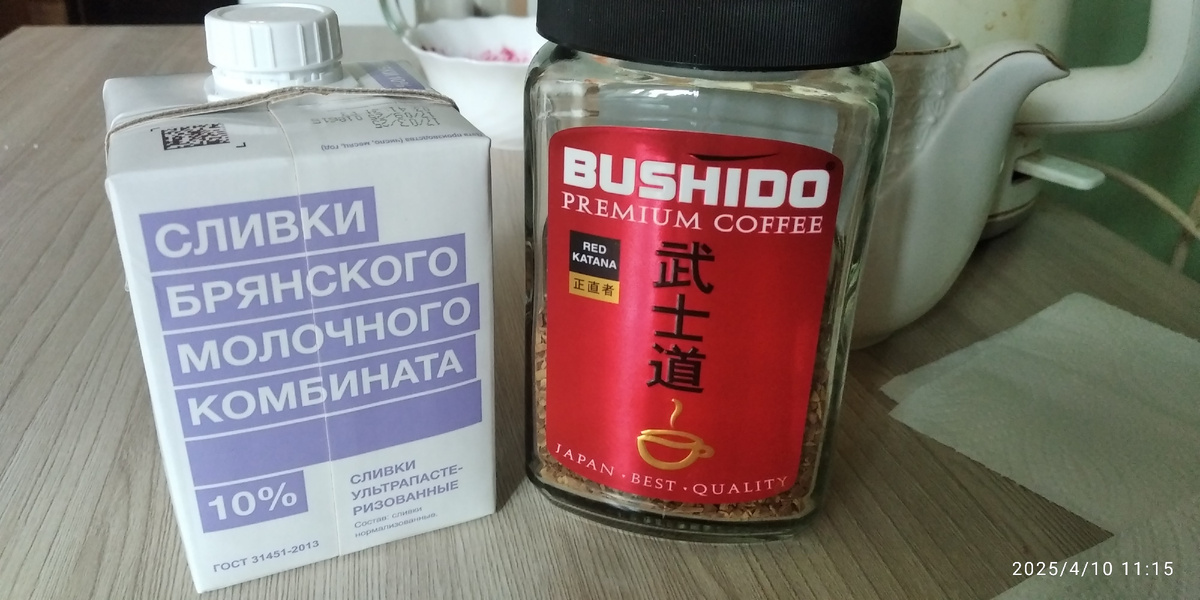 СЛИВКИ
БРЯНСКОГО
МОЛОЧНОГО
КОМБИНАТА
10%
СЛИВКИ
УЛЬТРАПАСТЕ-
РИЗОВАННЫЕ
Состав: сливки
нормализованные.
ГОСТ 31451-2013
BUSHIDO
PREMIUM COFFEE
RED
KATANA
正直者
武
士
道
JAPAN · BEST · QUALITY
2025/4/10 11:15